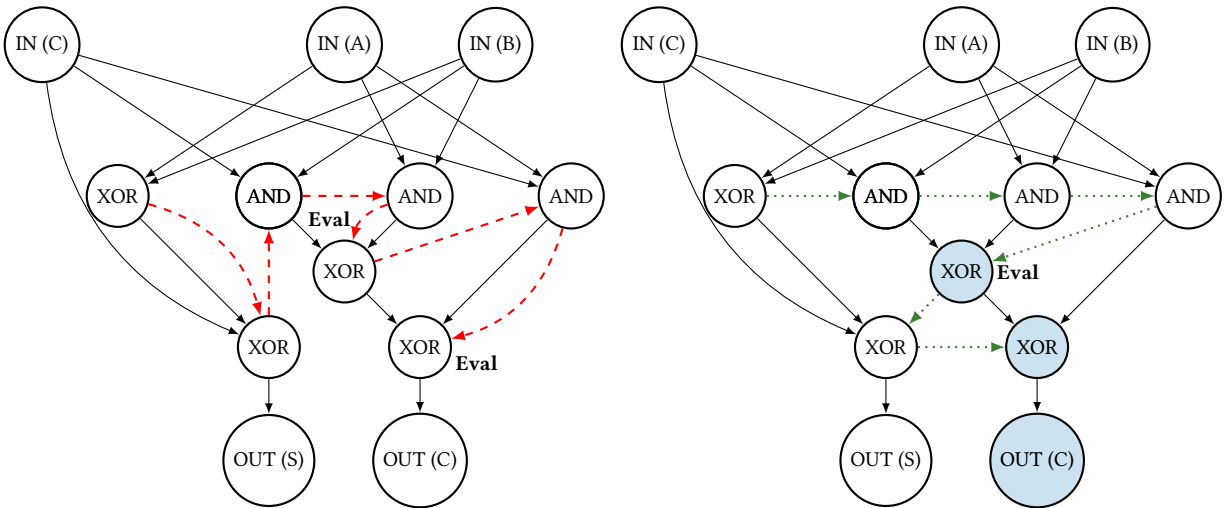 IN (C)
IN (A)
IN (B)
XOR
AND
AND
AND
Eval
XOR
XOR
XOR
Eval
OUT (S)
OUT (C)
IN (C)
IN (A)
IN (B)
XOR
AND
AND
AND
XOR
Eval
XOR
XOR
OUT (S)
OUT (C)